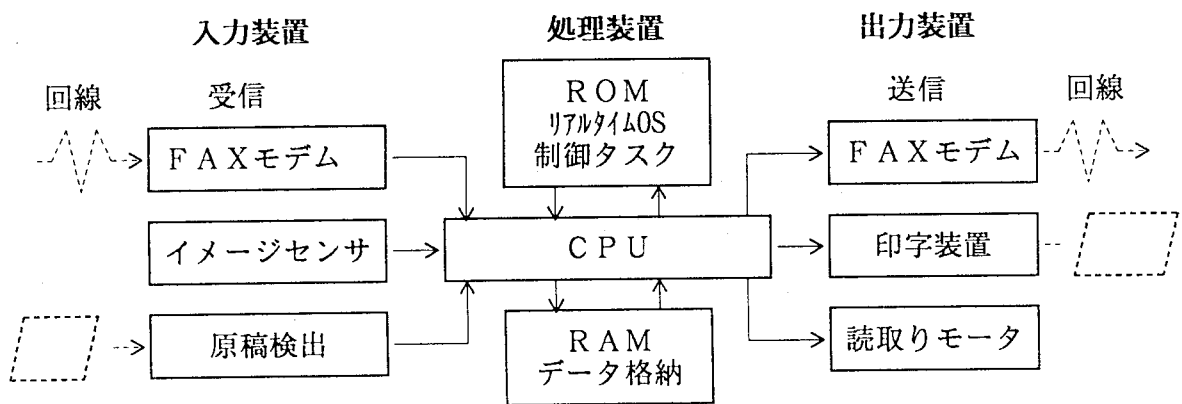 入力装置
処理装置
出力装置
回線
受信
ＦＡＸモデム
イメージセンサ
原稿検出
ＲＯＭ
リアルタイムOS
制御タスク
ＣＰＵ
ＲＡＭ
データ格納
送信
回線
ＦＡＸモデム
印字装置
読取りモータ